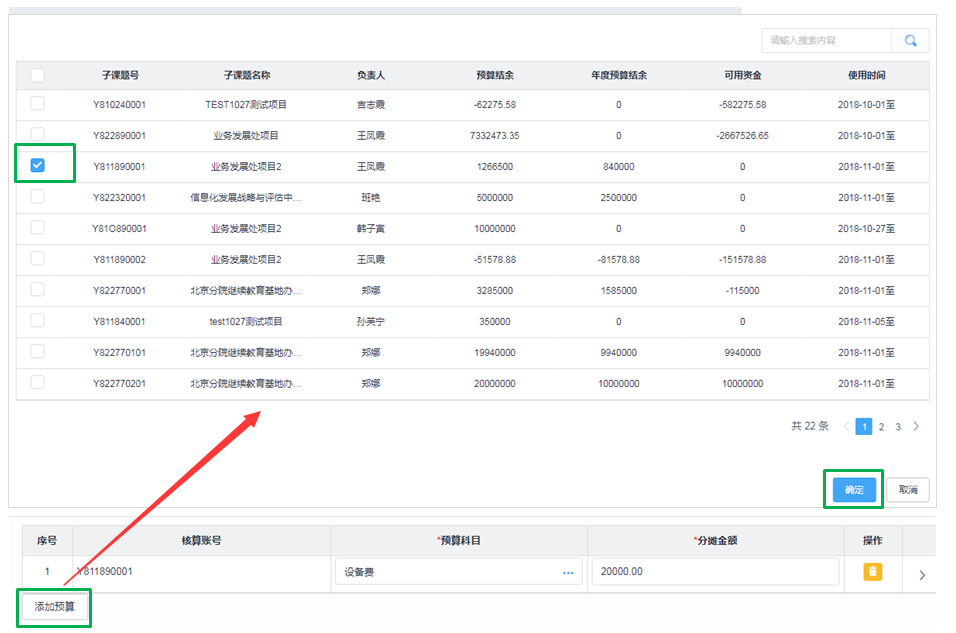 请输入搜索内容
子课题号 子课题名称 负责人 预算结余 年度预算结余 可用资金 使用时间
Y810240001 TEST1027测试项目 吉志霞 -62275.58 0 -582275.58 2018-10-01至
Y822890001 业务发展处项目 王凤霞 7332473.35 0 -2667526.65 2018-10-01至
Y811890001 业务发展处项目2 王凤霞 1266500 840000 0 2018-11-01至
Y822320001 信息化发展战略与评估中... 班艳 5000000 2500000 0 2018-11-01至
Y81O890001 业务发展处项目2 韩子寅 10000000 0 0 2018-10-27至
Y811890002 业务发展处项目2 王凤霞 -51578.88 -81578.88 -151578.88 2018-11-01至
Y822770001 北京分院继续教育基地办... 郑娜 3285000 1585000 -115000 2018-11-01至
Y811840001 test1027测试项目 孙芙宁 350000 0 0 2018-11-05至
Y822770101 北京分院继续教育基地办... 郑娜 19940000 9940000 9940000 2018-11-01至
Y822770201 北京分院继续教育基地办... 郑娜 20000000 10000000 10000000 2018-11-01至
共 22 条 1 2 3
确定 取消
序号 核算账号 *预算科目 *分摊金额 操作
1 Y811890001 设备费 ... 20000.00
添加预算